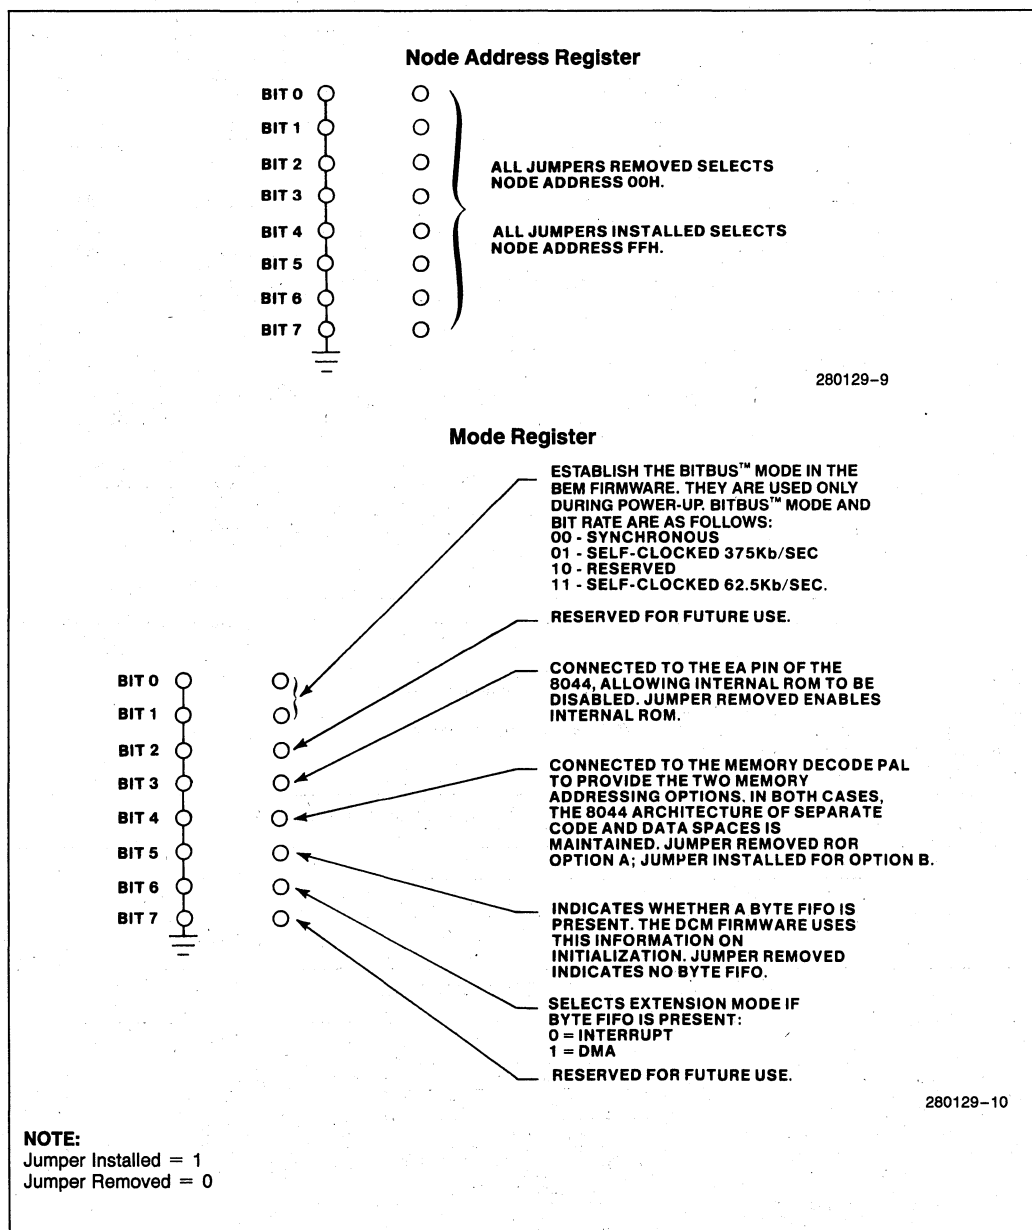 Node Address Register
BIT 0
BIT 1
BIT 2
BIT 3
BIT 4
BIT 5
BIT 6
BIT 7
ALL JUMPERS REMOVED SELECTS
NODE ADDRESS 00H.
ALL JUMPERS INSTALLED SELECTS
NODE ADDRESS FFH.
280129–9
Mode Register
ESTABLISH THE BITBUS™ MODE IN THE
BEM FIRMWARE. THEY ARE USED ONLY
DURING POWER-UP. BITBUS™ MODE AND
BIT RATE ARE AS FOLLOWS:
00 - SYNCHRONOUS
01 - SELF-CLOCKED 375Kb/SEC
10 - RESERVED
11 - SELF-CLOCKED 62.5Kb/SEC.
RESERVED FOR FUTURE USE.
BIT 0
BIT 1
BIT 2
BIT 3
BIT 4
BIT 5
BIT 6
BIT 7
CONNECTED TO THE EA PIN OF THE
8044, ALLOWING INTERNAL ROM TO BE
DISABLED. JUMPER REMOVED ENABLES
INTERNAL ROM.
CONNECTED TO THE MEMORY DECODE PAL
TO PROVIDE THE TWO MEMORY
ADDRESSING OPTIONS. IN BOTH CASES,
THE 8044 ARCHITECTURE OF SEPARATE
CODE AND DATA SPACES IS
MAINTAINED. JUMPER REMOVED ROR
OPTION A; JUMPER INSTALLED FOR OPTION B.
INDICATES WHETHER A BYTE FIFO IS
PRESENT. THE DCM FIRMWARE USES
THIS INFORMATION ON
INITIALIZATION. JUMPER REMOVED
INDICATES NO BYTE FIFO.
SELECTS EXTENSION MODE IF
BYTE FIFO IS PRESENT:
0 = INTERRUPT
1 = DMA
RESERVED FOR FUTURE USE.
280129–10
NOTE:
Jumper Installed = 1
Jumper Removed = 0